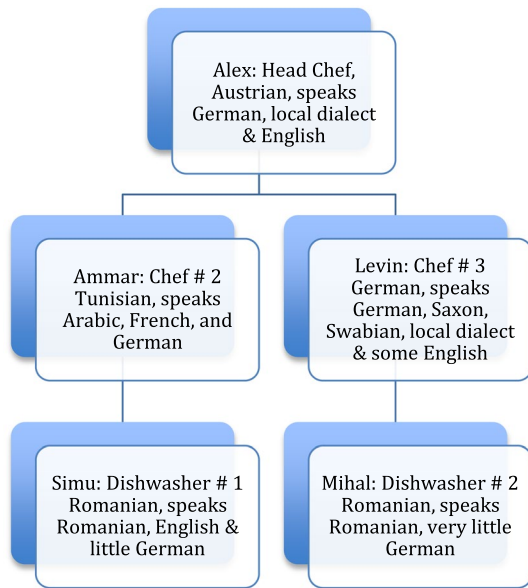 Alex: Head Chef,
Austrian, speaks
German, local dialect
& English
Ammar: Chef # 2
Tunisian, speaks
Arabic, French, and
German
Levin: Chef # 3
German, speaks
German, Saxon,
Swabian, local dialect
& some English
Simu: Dishwasher # 1
Romanian, speaks
Romanian, English &
little German
Mihal: Dishwasher # 2
Romanian, speaks
Romanian, very little
German